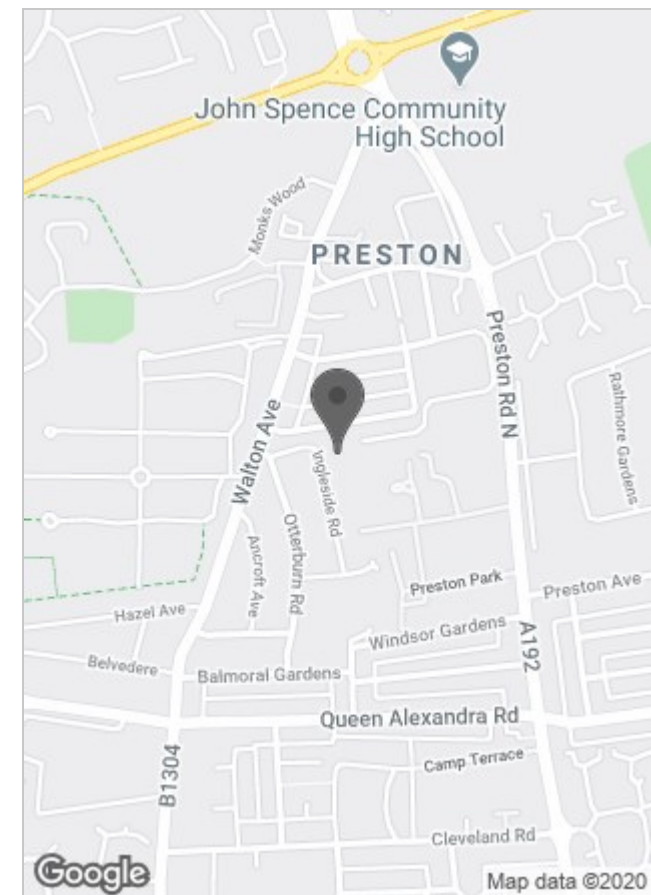 John Spence Community
High School
Monks Wood
PRESTON
Preston Rd N
Rathmore Gardens
Walton Ave
Ingleside Rd
Otterburn Rd
Ancroft Ave
Preston Park
Preston Ave
Hazel Ave
Windsor Gardens
A192
Belvedere
Balmoral Gardens
Queen Alexandra Rd
B1304
Camp Terrace
Cleveland Rd
Google
Map data ©2020